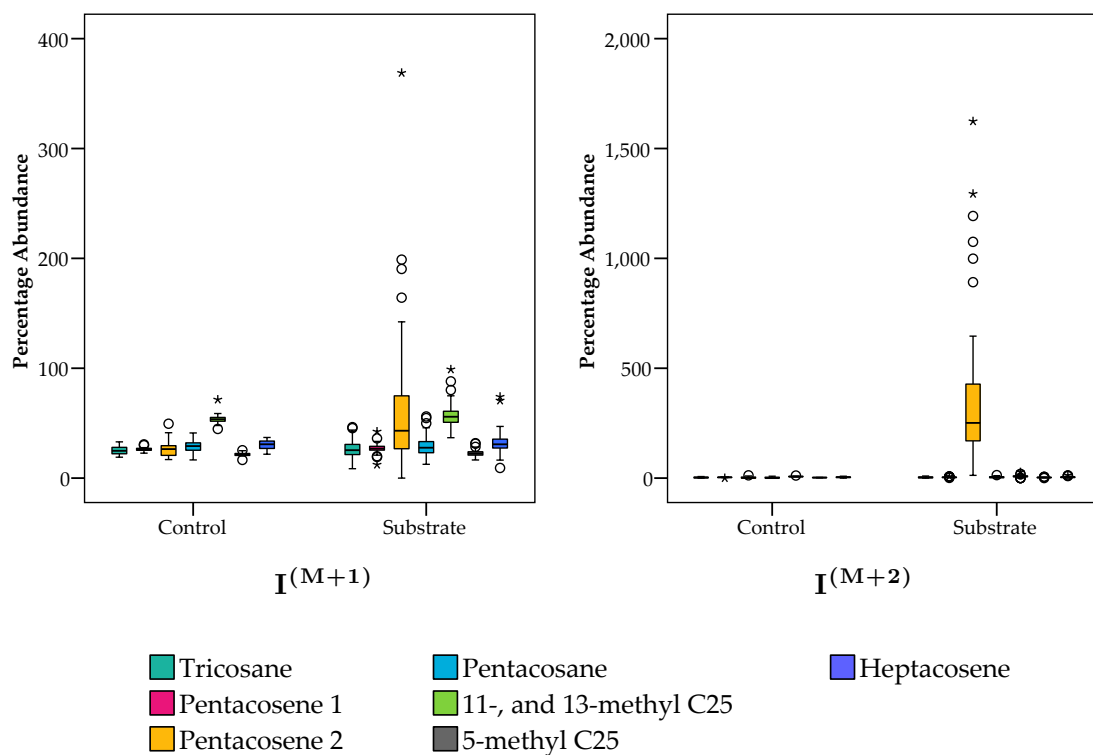 400
300
200
100
0
Percentage Abundance
Control Substrate
I(M+1)
2,000
1,500
1,000
500
0
Percentage Abundance
Control Substrate
I(M+2)
Tricosane Pentacosane Heptacosene
Pentacosene 1 11-, and 13-methyl C25
Pentacosene 2 5-methyl C25